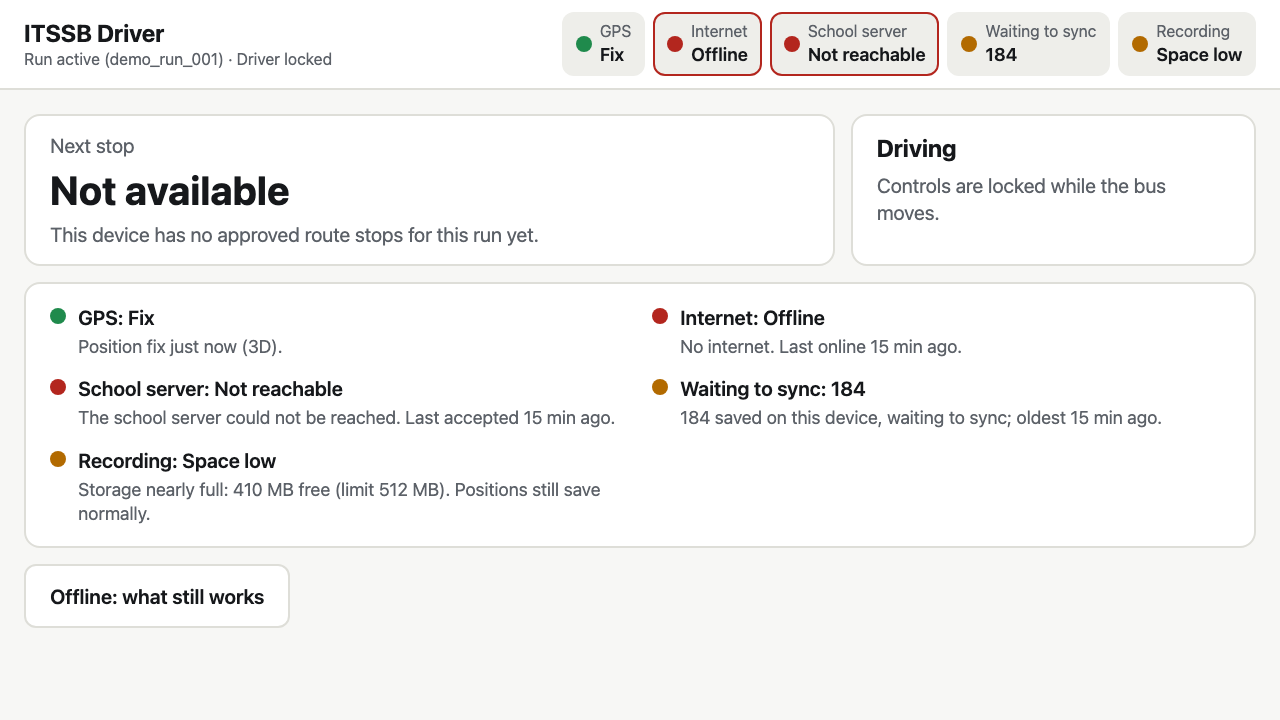 ITSSB Driver
Run active (demo_run_001) · Driver locked
GPS
Fix
Internet
Offline
School server
Not reachable
Waiting to sync
184
Recording
Space low
Next stop
Not available
This device has no approved route stops for this run yet.
Driving
Controls are locked while the bus
moves.
GPS: Fix
Position fix just now (3D).
Internet: Offline
No internet. Last online 15 min ago.
School server: Not reachable
The school server could not be reached. Last accepted 15 min ago.
Waiting to sync: 184
184 saved on this device, waiting to sync; oldest 15 min ago.
Recording: Space low
Storage nearly full: 410 MB free (limit 512 MB). Positions still save
normally.
Offline: what still works